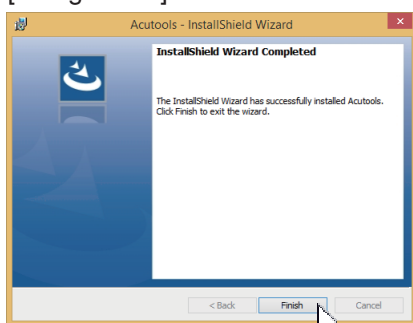 Acutools - InstallShield Wizard
InstallShield Wizard Completed
The InstallShield Wizard has successfully installed Acutools.
Click Finish to exit the wizard.
< Back Finish Cancel